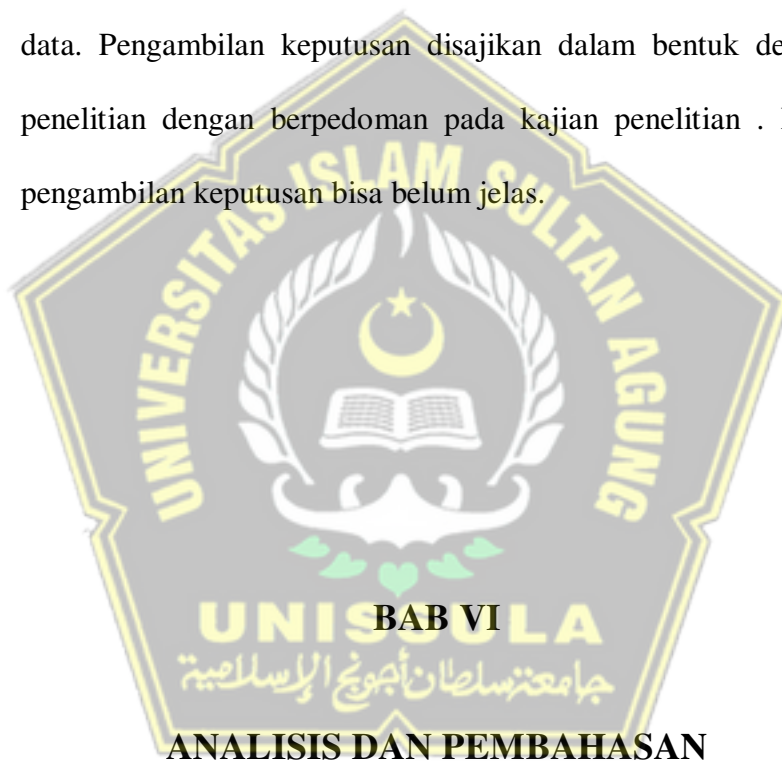 data. Pengambilan keputusan disajikan dalam bentuk de
penelitian dengan berpedoman pada kajian penelitian .
pengambilan keputusan bisa belum jelas.
UNIVERSITAS ISLAM SULTAN AGUNG
BAB VI
UNISSULA
جامعة سلطان أجونج الإسلامية
ANALISIS DAN PEMBAHASAN